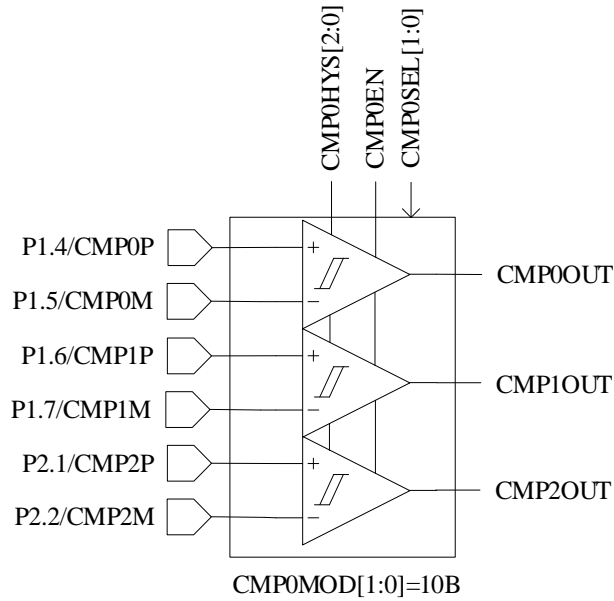 CMP0HYS[2:0]
CMP0EN
CMP0SEL[1:0]
P1.4/CMP0P
+
CMP0OUT
P1.5/CMP0M
−
P1.6/CMP1P
+
CMP1OUT
P1.7/CMP1M
−
P2.1/CMP2P
+
CMP2OUT
P2.2/CMP2M
−
CMP0MOD[1:0]=10B